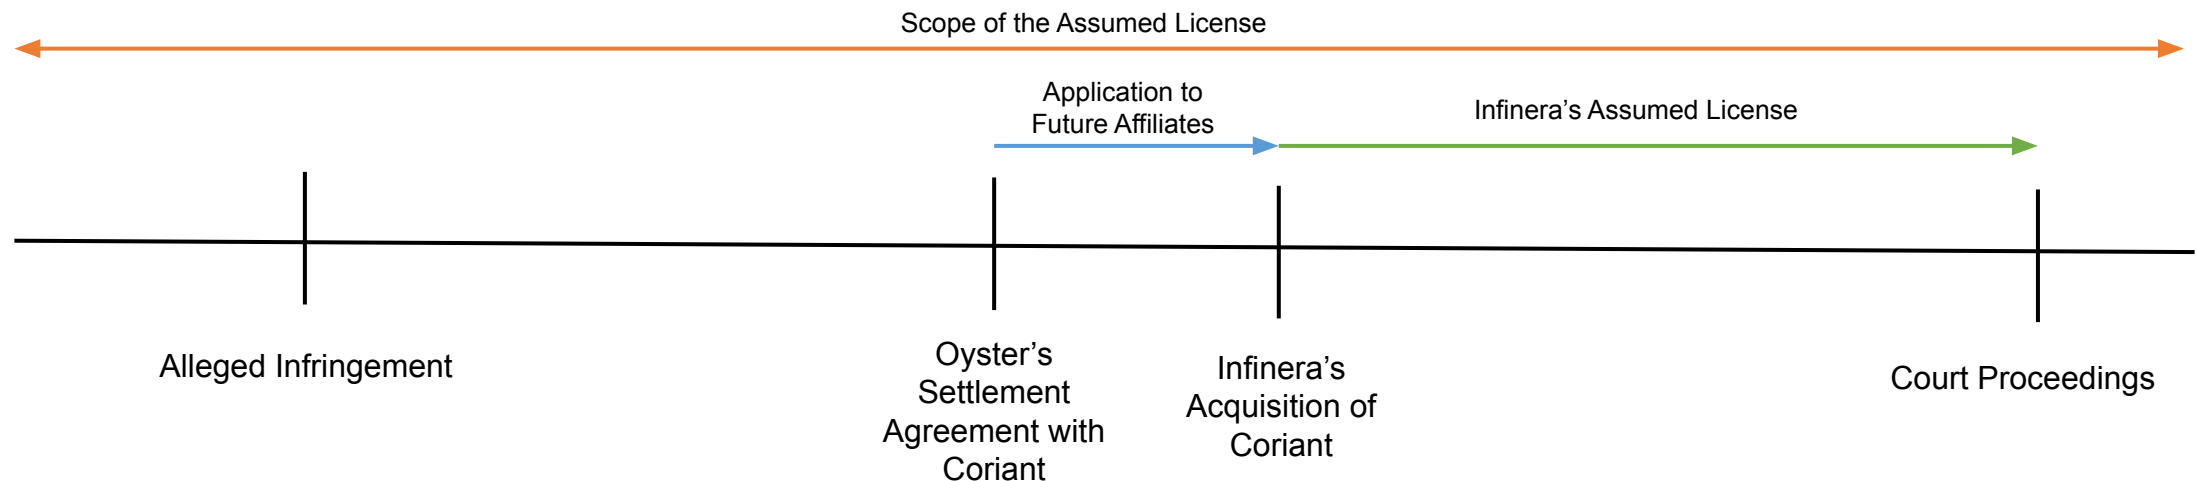 Scope of the Assumed License
Application to
Future Affiliates
Infinera’s Assumed License
Alleged Infringement
Oyster’s
Settlement
Agreement with
Coriant
Infinera’s
Acquisition of
Coriant
Court Proceedings